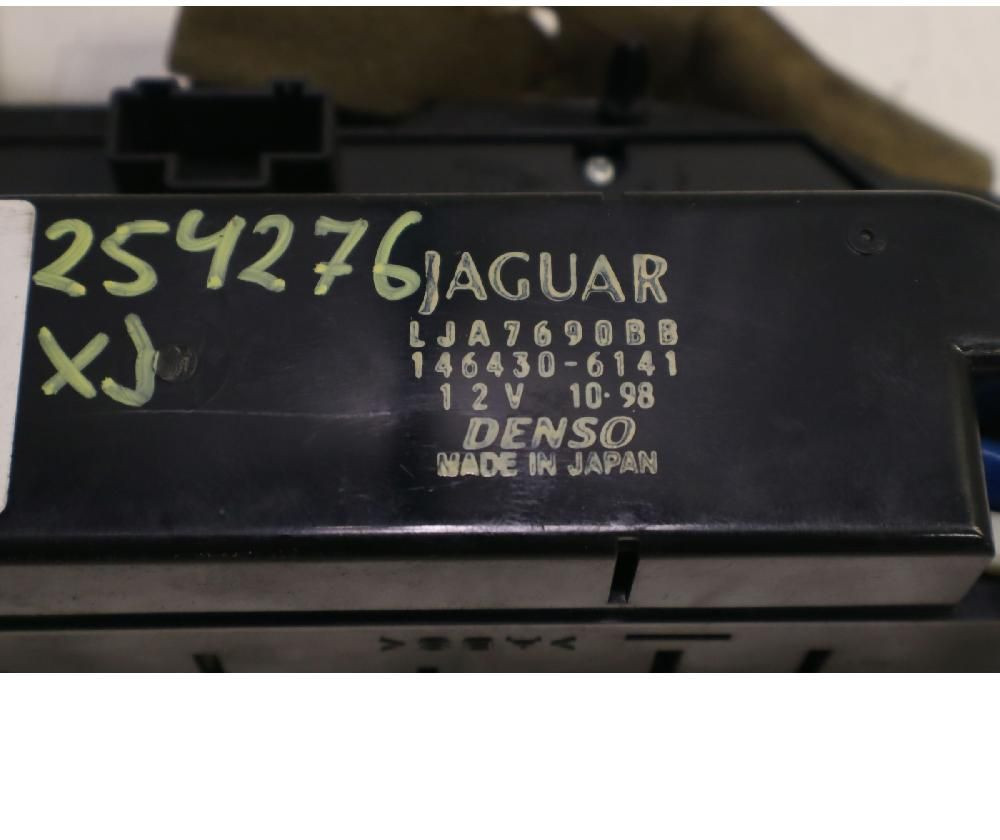 254276
XJ
JAGUAR
LJA7690BB
146430-6141
12V 10·98
DENSO
MADE IN JAPAN